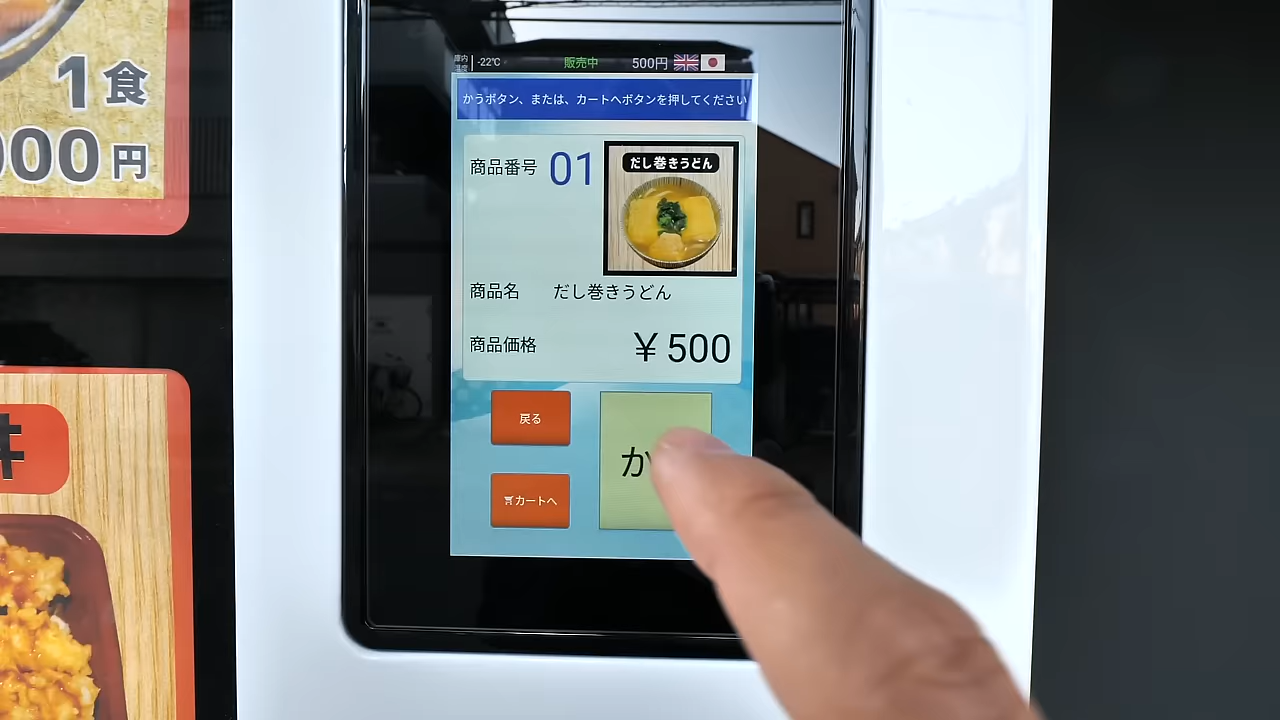 1食
000円
丼
庫内温度 -22℃ 販売中 500円
かうボタン、または、カートへボタンを押してください
商品番号 01
だし巻きうどん
商品名 だし巻きうどん
商品価格 ¥500
戻る
か
カートへ